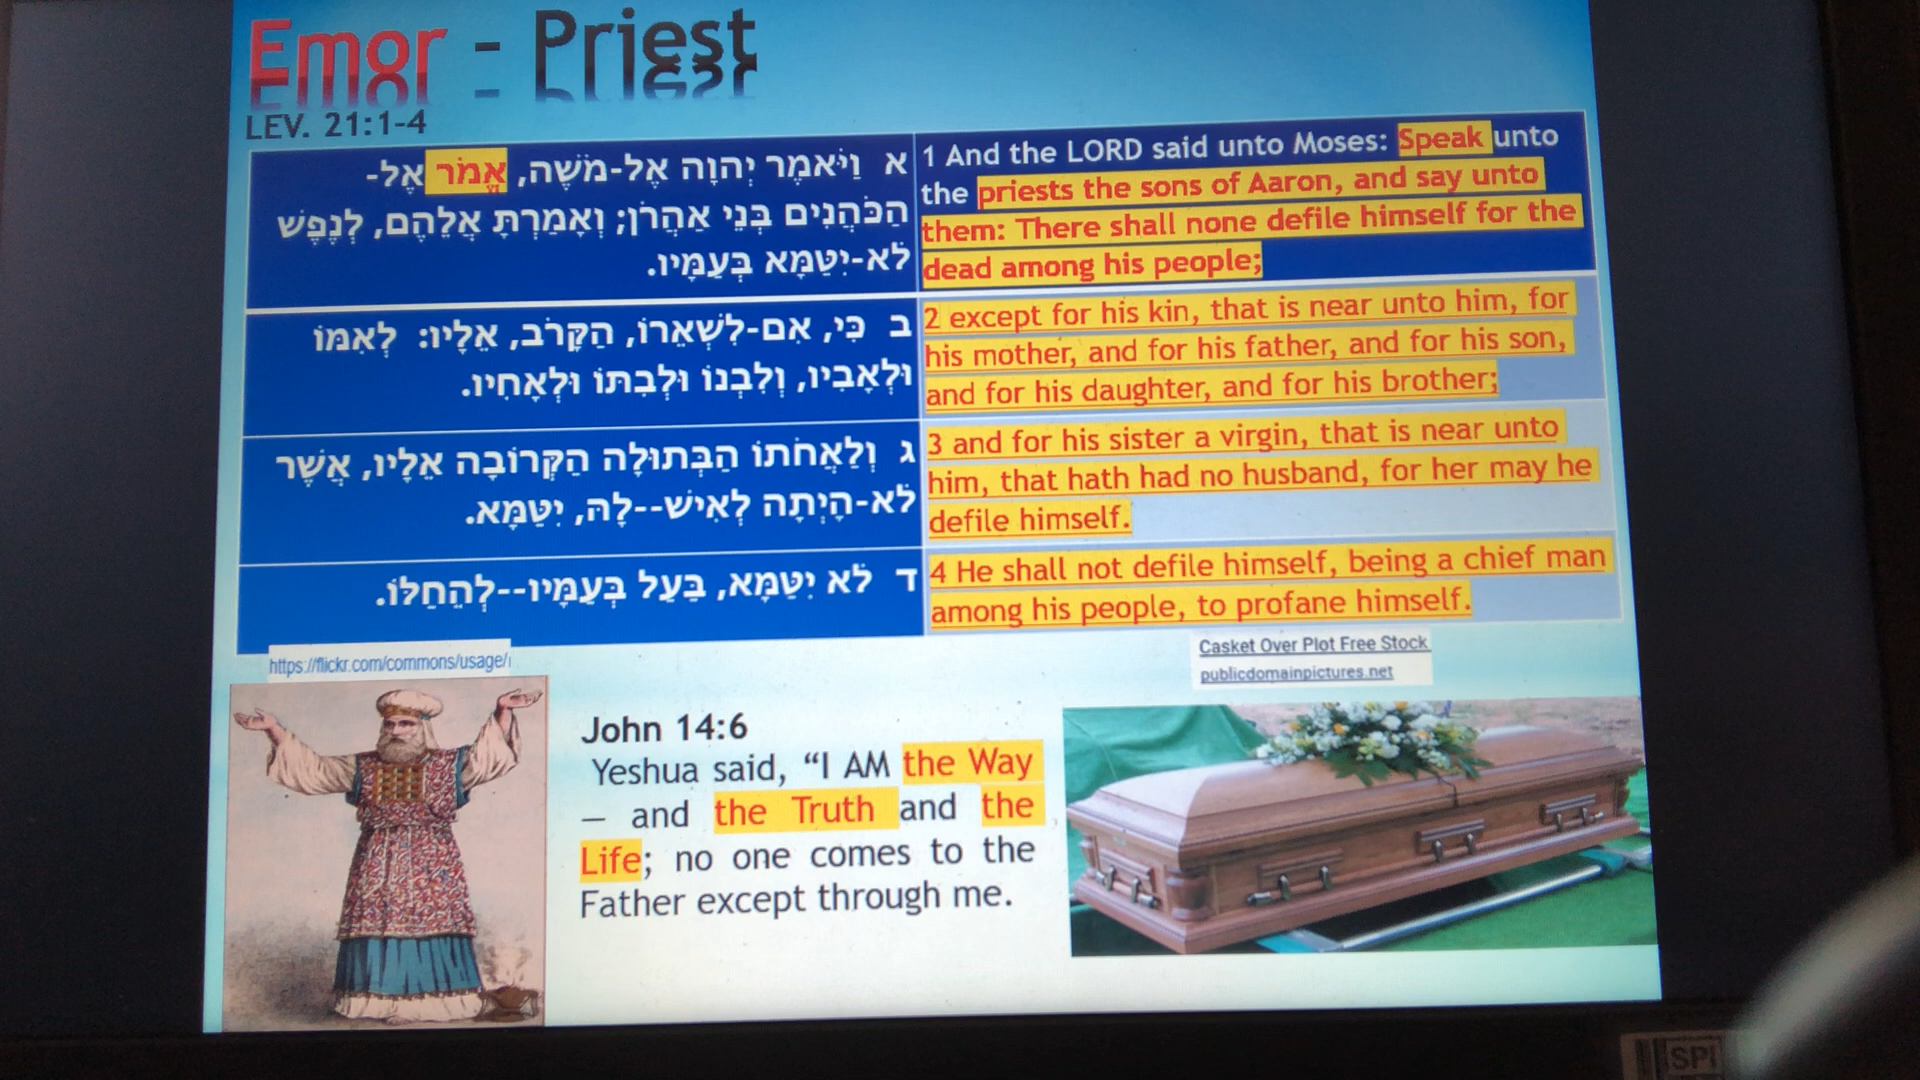 Emor - Priest
LEV. 21:1-4
א וַיֹּאמֶר יְהוָה אֶל-מֹשֶׁה, אֱמֹר אֶל-
הַכֹּהֲנִים בְּנֵי אַהֲרֹן; וְאָמַרְתָּ אֲלֵהֶם, לְנֶפֶשׁ
לֹא-יִטַּמָּא בְּעַמָּיו.
1 And the LORD said unto Moses: Speak unto
the priests the sons of Aaron, and say unto
them: There shall none defile himself for the
dead among his people;
ב כִּי, אִם-לִשְׁאֵרוֹ, הַקָּרֹב, אֵלָיו: לְאִמּוֹ
וּלְאָבִיו, וְלִבְנוֹ וּלְבִתּוֹ וּלְאָחִיו.
2 except for his kin, that is near unto him, for
his mother, and for his father, and for his son,
and for his daughter, and for his brother;
ג וְלַאֲחֹתוֹ הַבְּתוּלָה הַקְּרוֹבָה אֵלָיו, אֲשֶׁר
לֹא-הָיְתָה לְאִישׁ--לָהּ, יִטַּמָּא.
3 and for his sister a virgin, that is near unto
him, that hath had no husband, for her may he
defile himself.
ד לֹא יִטַּמָּא, בַּעַל בְּעַמָּיו--לְהֵחַלּוֹ.
4 He shall not defile himself, being a chief man
among his people, to profane himself.
https://flickr.com/commons/usage/
Casket Over Plot Free Stock
publicdomainpictures.net
John 14:6
Yeshua said, “I AM the Way
– and the Truth and the
Life; no one comes to the
Father except through me.